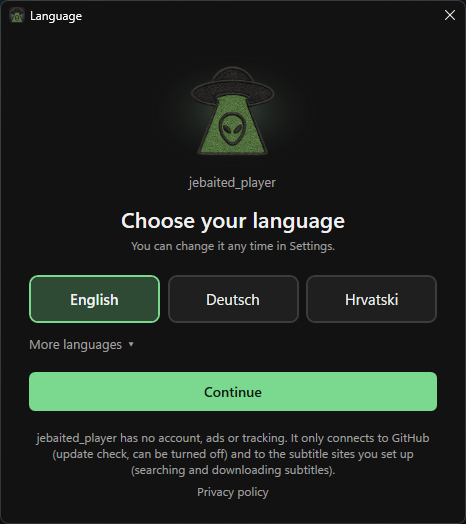 Language
jebaited_player
Choose your language
You can change it any time in Settings.
English
Deutsch
Hrvatski
More languages
Continue
jebaited_player has no account, ads or tracking. It only connects to GitHub
(update check, can be turned off) and to the subtitle sites you set up
(searching and downloading subtitles).
Privacy policy